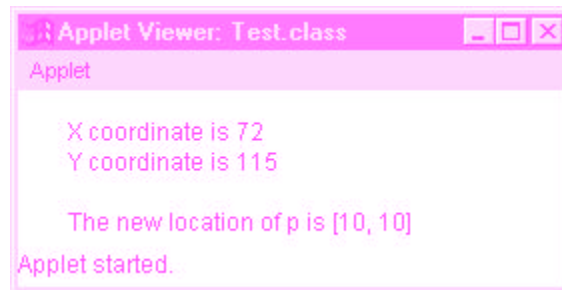 Applet Viewer: Test.class
Applet
X coordinate is 72
Y coordinate is 115
The new location of p is [10, 10]
Applet started.